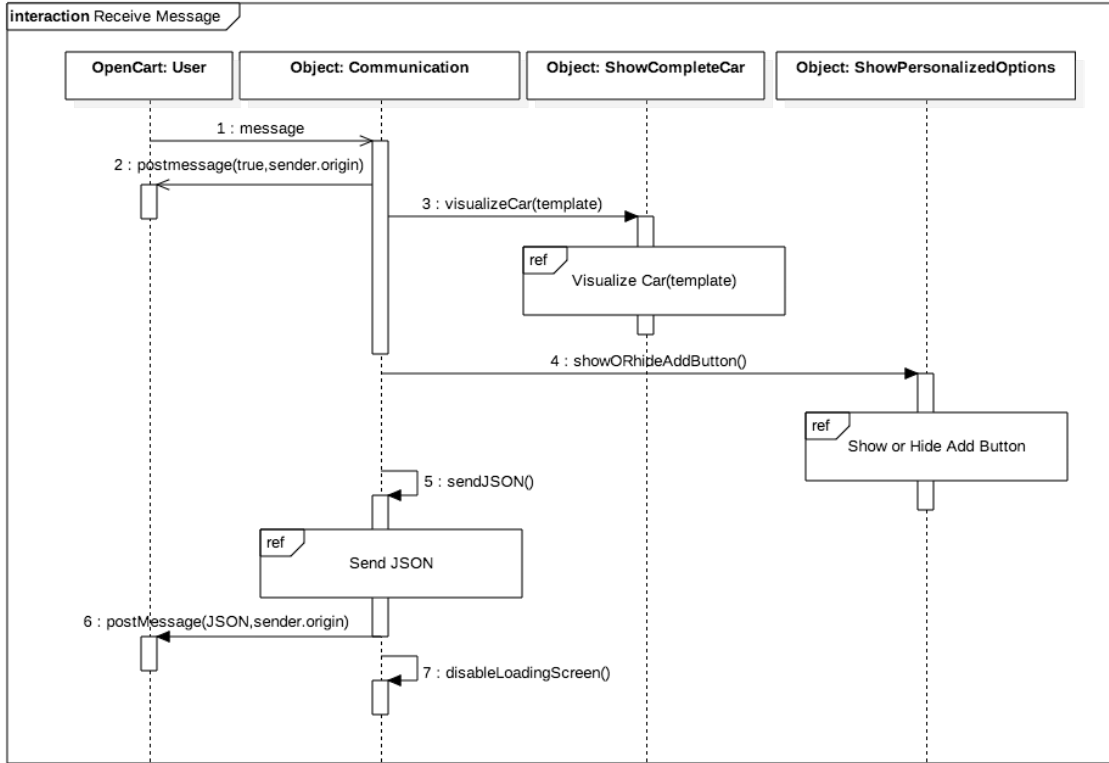 interaction Receive Message
OpenCart: User
Object: Communication
Object: ShowCompleteCar
Object: ShowPersonalizedOptions
1 : message
2 : postmessage(true,sender.origin)
3 : visualizeCar(template)
ref
Visualize Car(template)
4 : showORhideAddButton()
ref
Show or Hide Add Button
5 : sendJSON()
ref
Send JSON
6 : postMessage(JSON,sender.origin)
7 : disableLoadingScreen()